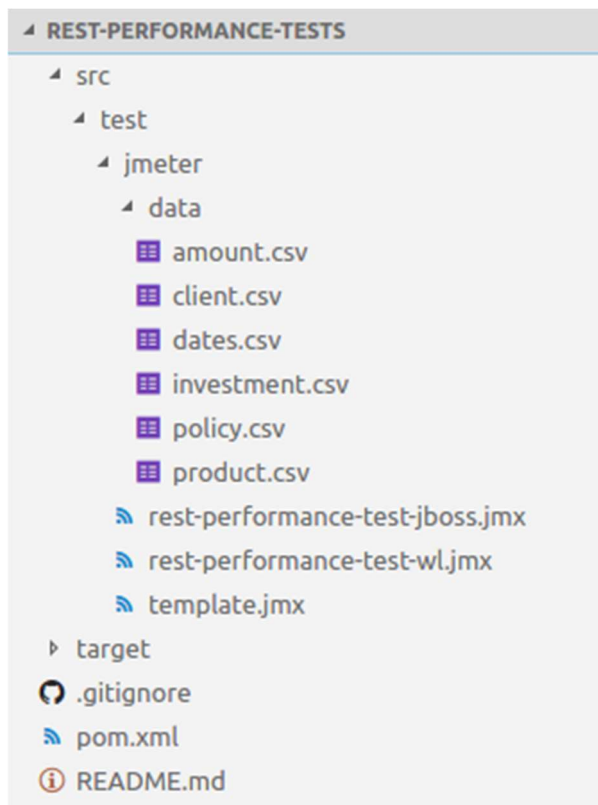 REST-PERFORMANCE-TESTS
src
test
jmeter
data
amount.csv
client.csv
dates.csv
investment.csv
policy.csv
product.csv
rest-performance-test-jboss.jmx
rest-performance-test-wl.jmx
template.jmx
target
.gitignore
pom.xml
README.md